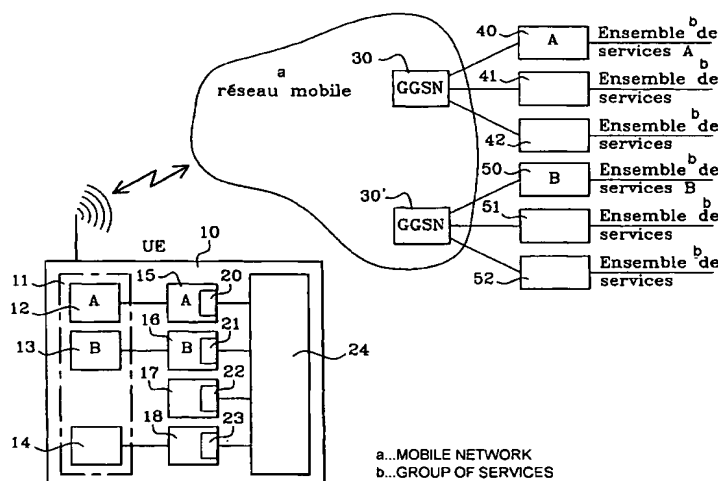 40
A
Ensemble de b
services A
30
41
Ensemble de b
services
a
réseau mobile
GGSN
42
Ensemble de b
services
50
B
Ensemble de b
services B
30'
51
Ensemble de b
services
GGSN
52
Ensemble de b
services
UE
10
11
15
20
A
A
12
16
21
B
B
13
24
17
22
18
23
14
a...MOBILE NETWORK
b...GROUP OF SERVICES